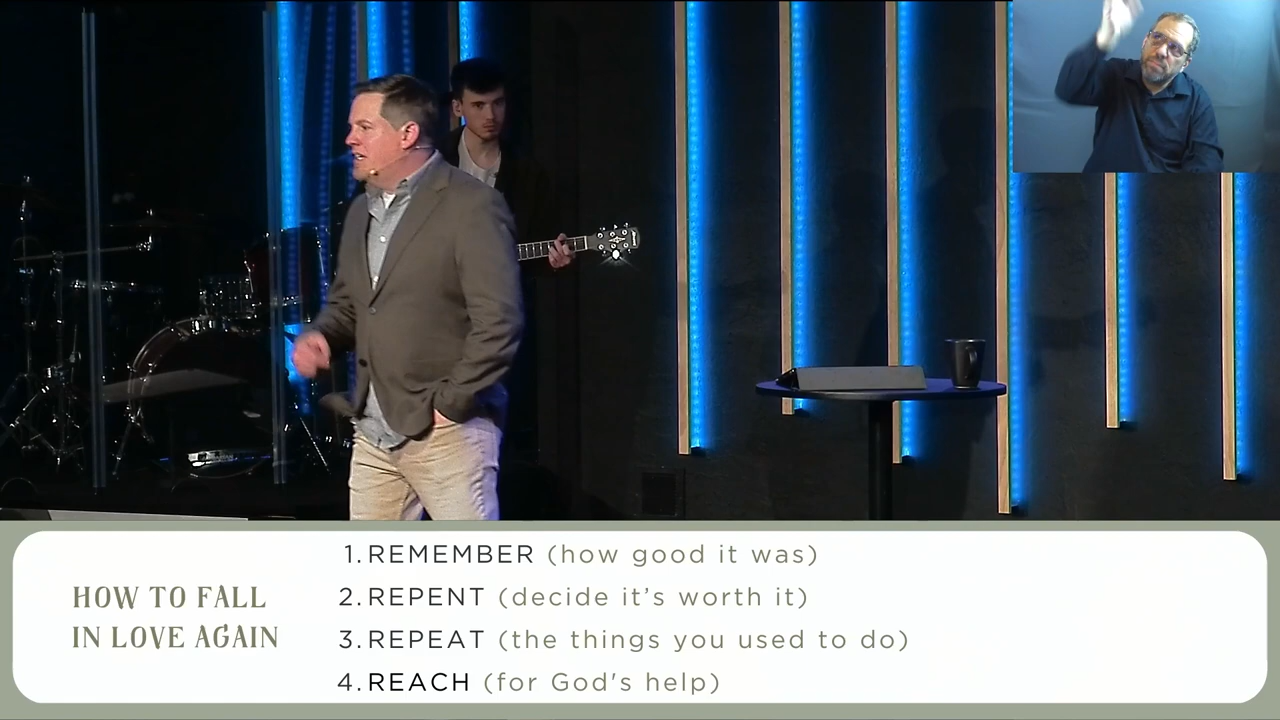 HOW TO FALL
IN LOVE AGAIN
1. REMEMBER (how good it was)
2. REPENT (decide it's worth it)
3. REPEAT (the things you used to do)
4. REACH (for God's help)